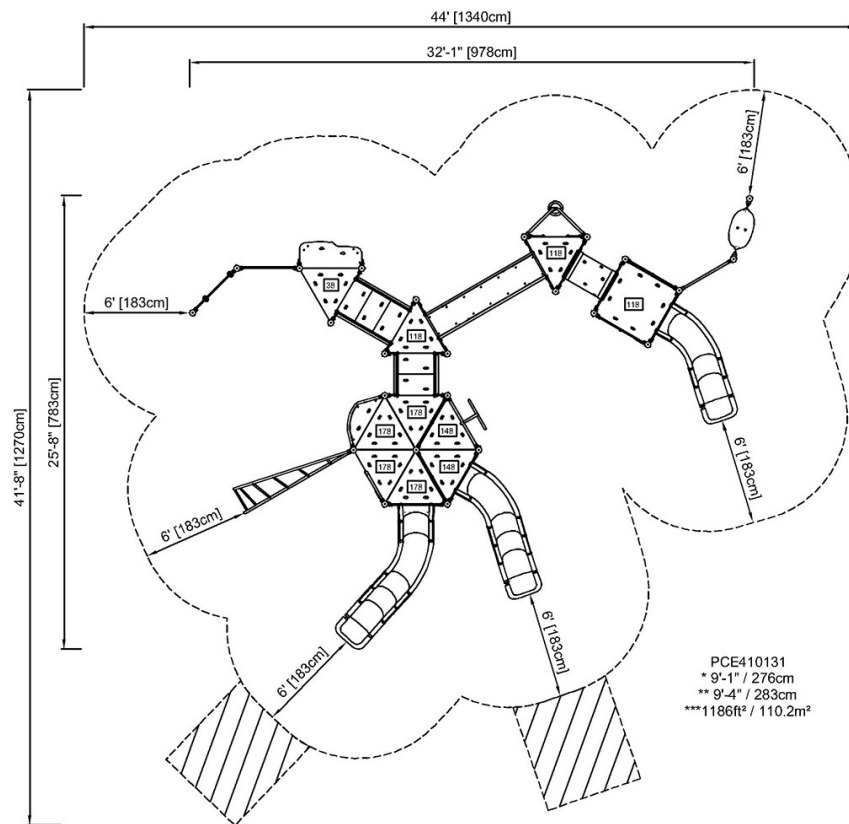 44' [1340cm]
32'-1" [978cm]
6' [183cm]
118
38
118
6' [183cm]
118
41'-8" [1270cm]
25'-8" [783cm]
178
178
148
178
148
178
6' [183cm]
6' [183cm]
6' [183cm]
6' [183cm]
PCE410131
* 9'-1" / 276cm
** 9'-4" / 283cm
***1186ft² / 110.2m²